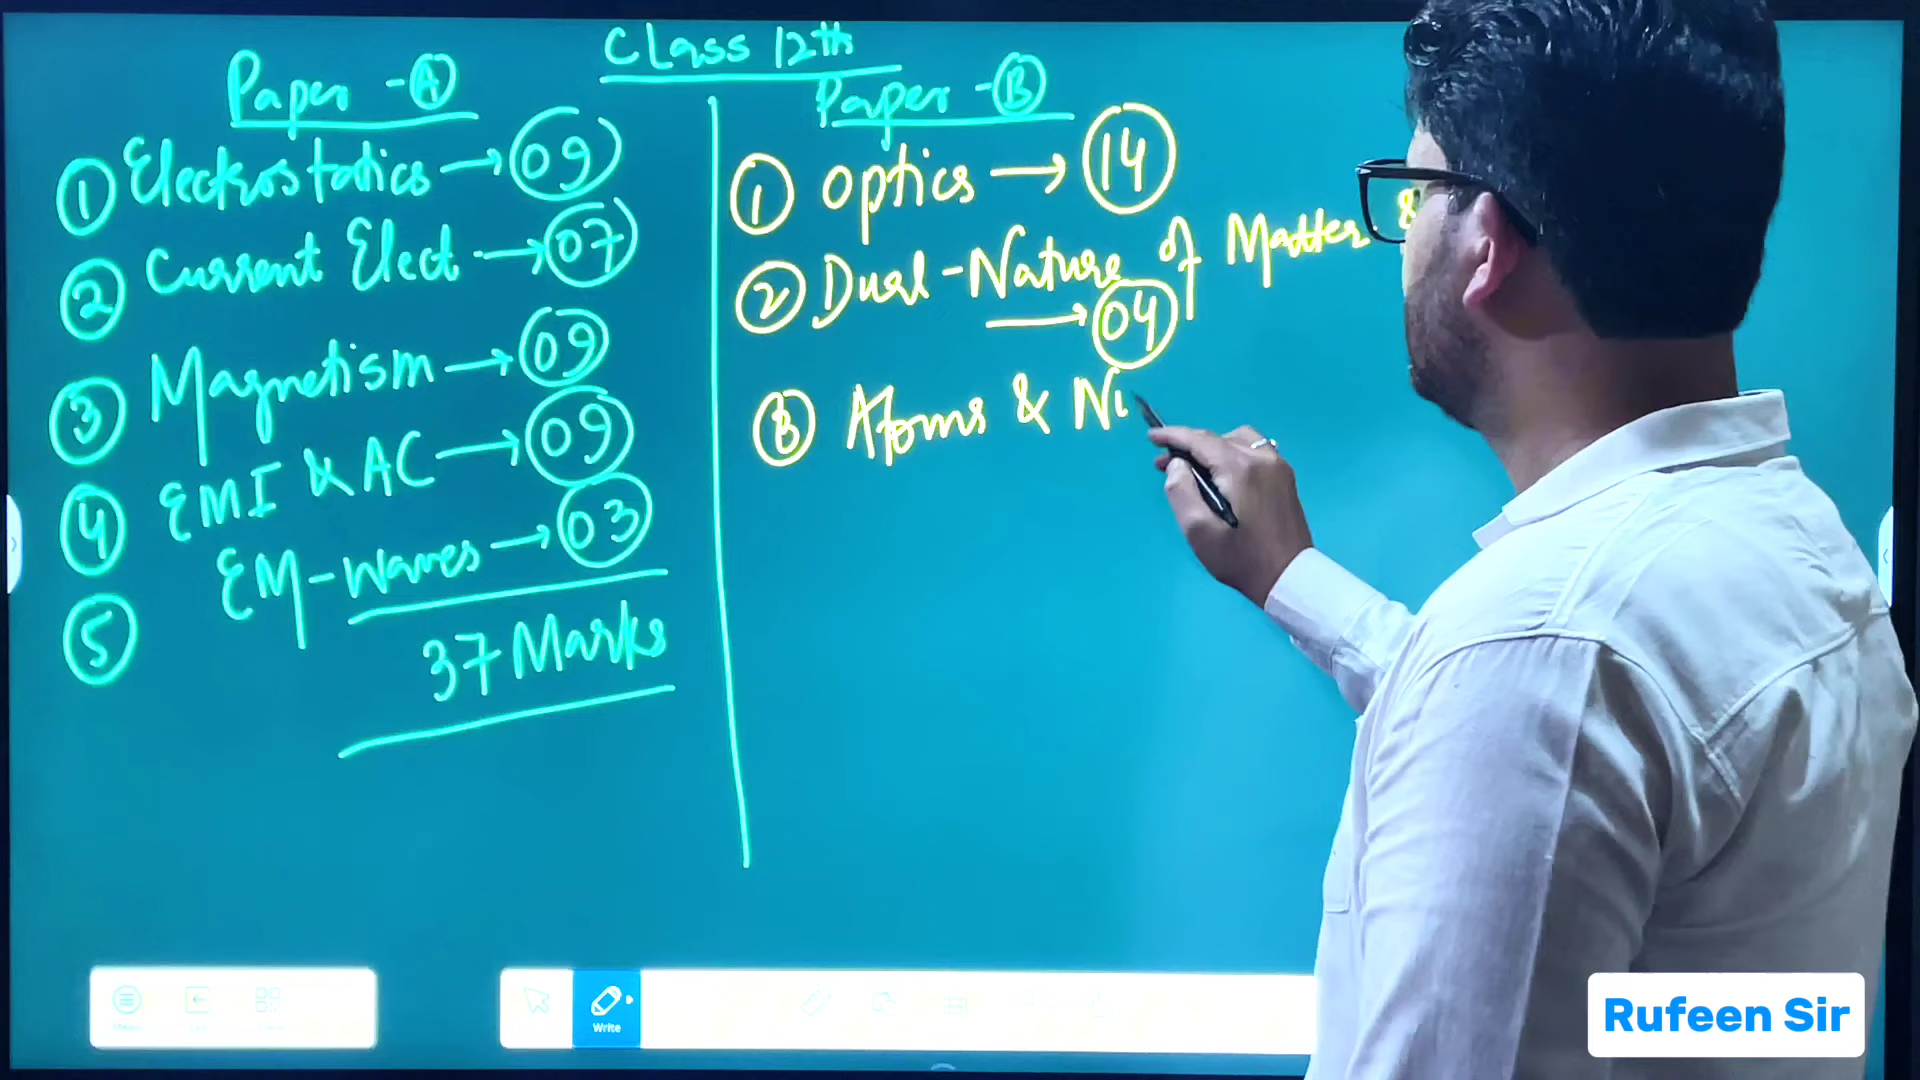 Class 12th
Paper - A
① Electrostatics → 09
② Current Elect → 07
③ Magnetism → 09
④ EMI & AC → 09
⑤ EM-Waves → 03
37 Marks
Paper - B
① Optics → 14
② Dual-Nature of Matter &
→ 04
③ Atoms & N
Write
Rufeen Sir